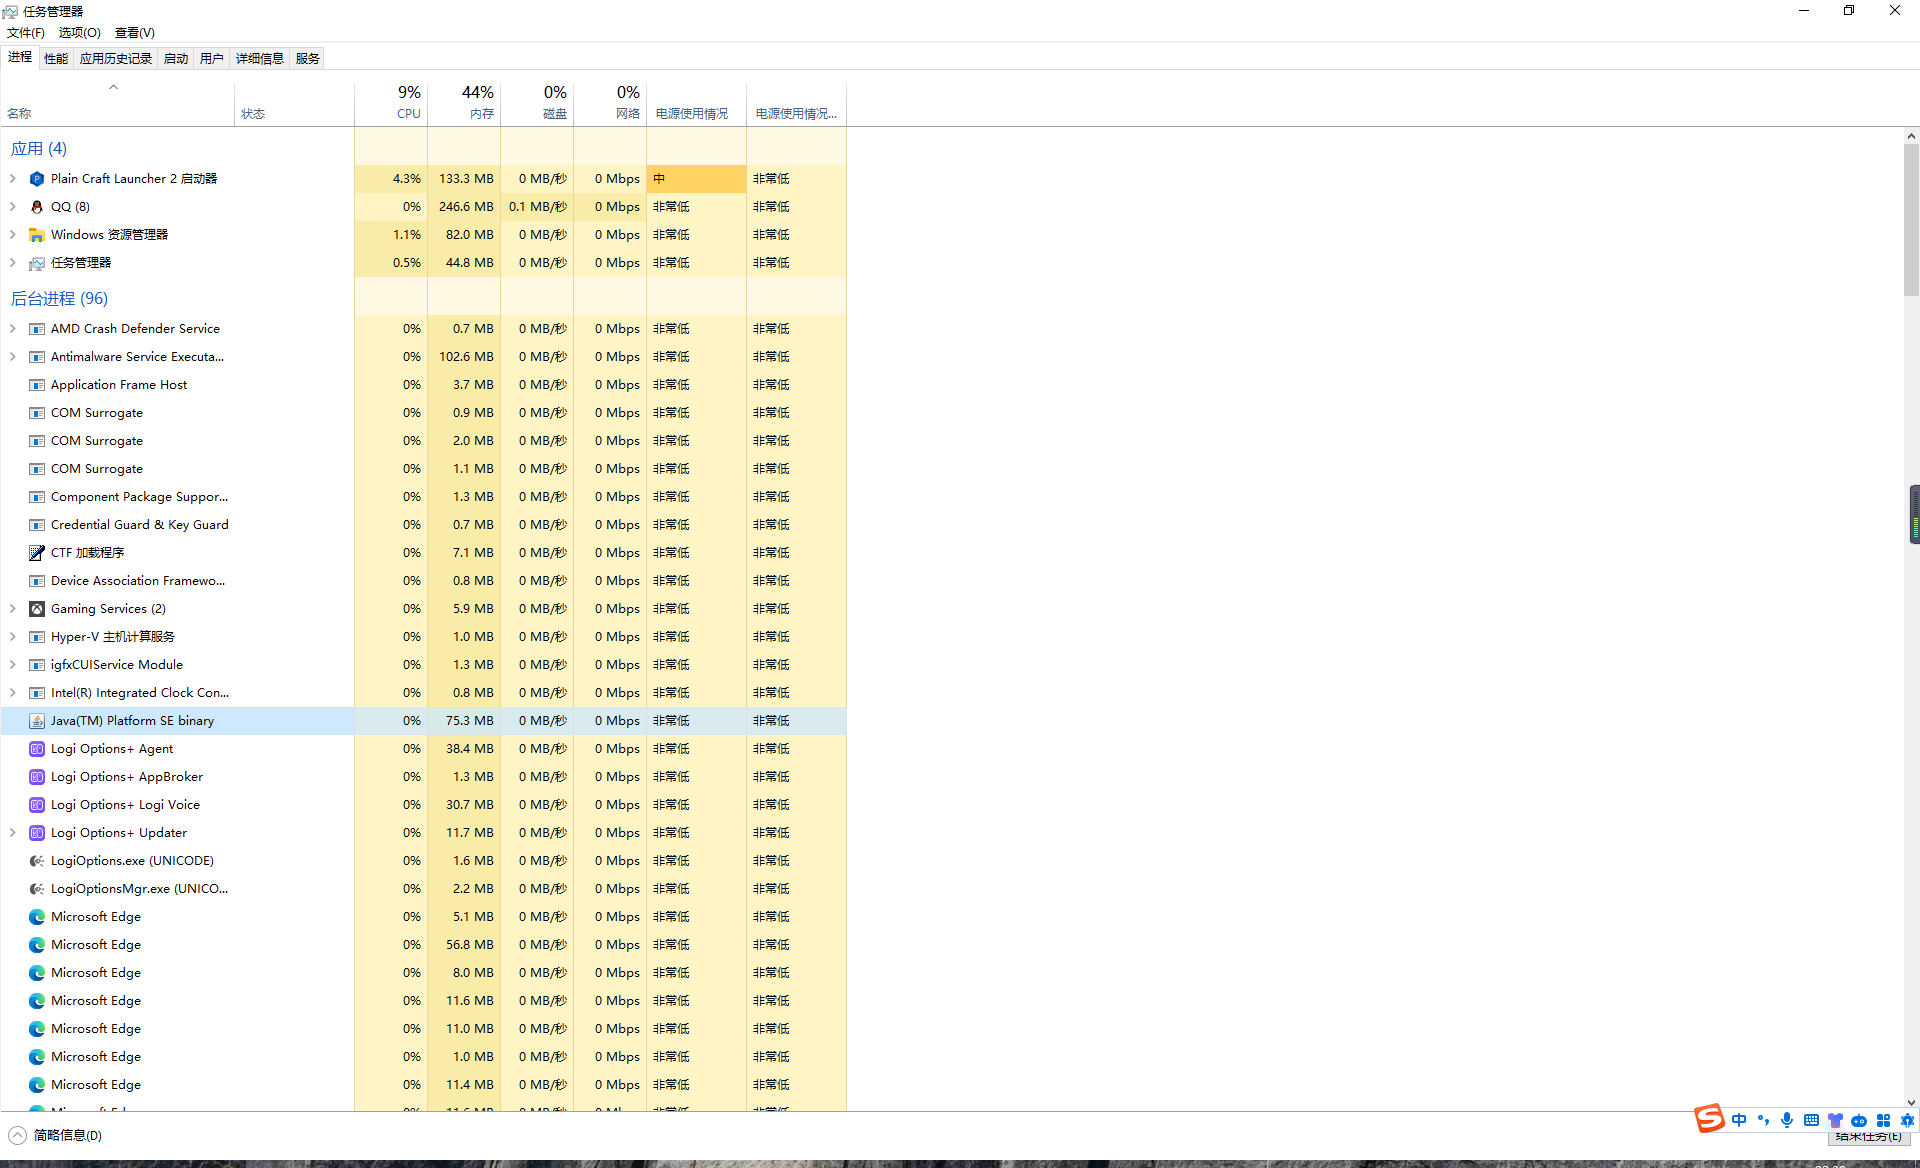 任务管理器
文件(F) 选项(O) 查看(V)
进程 性能 应用历史记录 启动 用户 详细信息 服务
9% 44% 0% 0%
名称 状态 CPU 内存 磁盘 网络 电源使用情况 电源使用情况...
应用 (4)
Plain Craft Launcher 2 启动器 4.3% 133.3 MB 0 MB/秒 0 Mbps 中 非常低
QQ (8) 0% 246.6 MB 0.1 MB/秒 0 Mbps 非常低 非常低
Windows 资源管理器 1.1% 82.0 MB 0 MB/秒 0 Mbps 非常低 非常低
任务管理器 0.5% 44.8 MB 0 MB/秒 0 Mbps 非常低 非常低
后台进程 (96)
AMD Crash Defender Service 0% 0.7 MB 0 MB/秒 0 Mbps 非常低 非常低
Antimalware Service Executa... 0% 102.6 MB 0 MB/秒 0 Mbps 非常低 非常低
Application Frame Host 0% 3.7 MB 0 MB/秒 0 Mbps 非常低 非常低
COM Surrogate 0% 0.9 MB 0 MB/秒 0 Mbps 非常低 非常低
COM Surrogate 0% 2.0 MB 0 MB/秒 0 Mbps 非常低 非常低
COM Surrogate 0% 1.1 MB 0 MB/秒 0 Mbps 非常低 非常低
Component Package Suppor... 0% 1.3 MB 0 MB/秒 0 Mbps 非常低 非常低
Credential Guard & Key Guard 0% 0.7 MB 0 MB/秒 0 Mbps 非常低 非常低
CTF 加载程序 0% 7.1 MB 0 MB/秒 0 Mbps 非常低 非常低
Device Association Framewo... 0% 0.8 MB 0 MB/秒 0 Mbps 非常低 非常低
Gaming Services (2) 0% 5.9 MB 0 MB/秒 0 Mbps 非常低 非常低
Hyper-V 主机计算服务 0% 1.0 MB 0 MB/秒 0 Mbps 非常低 非常低
igfxCUIService Module 0% 1.3 MB 0 MB/秒 0 Mbps 非常低 非常低
Intel(R) Integrated Clock Con... 0% 0.8 MB 0 MB/秒 0 Mbps 非常低 非常低
Java(TM) Platform SE binary 0% 75.3 MB 0 MB/秒 0 Mbps 非常低 非常低
Logi Options+ Agent 0% 38.4 MB 0 MB/秒 0 Mbps 非常低 非常低
Logi Options+ AppBroker 0% 1.3 MB 0 MB/秒 0 Mbps 非常低 非常低
Logi Options+ Logi Voice 0% 30.7 MB 0 MB/秒 0 Mbps 非常低 非常低
Logi Options+ Updater 0% 11.7 MB 0 MB/秒 0 Mbps 非常低 非常低
LogiOptions.exe (UNICODE) 0% 1.6 MB 0 MB/秒 0 Mbps 非常低 非常低
LogiOptionsMgr.exe (UNICO... 0% 2.2 MB 0 MB/秒 0 Mbps 非常低 非常低
Microsoft Edge 0% 5.1 MB 0 MB/秒 0 Mbps 非常低 非常低
Microsoft Edge 0% 56.8 MB 0 MB/秒 0 Mbps 非常低 非常低
Microsoft Edge 0% 8.0 MB 0 MB/秒 0 Mbps 非常低 非常低
Microsoft Edge 0% 11.6 MB 0 MB/秒 0 Mbps 非常低 非常低
Microsoft Edge 0% 11.0 MB 0 MB/秒 0 Mbps 非常低 非常低
Microsoft Edge 0% 1.0 MB 0 MB/秒 0 Mbps 非常低 非常低
Microsoft Edge 0% 11.4 MB 0 MB/秒 0 Mbps 非常低 非常低
中
简略信息(D) 结束任务(E)